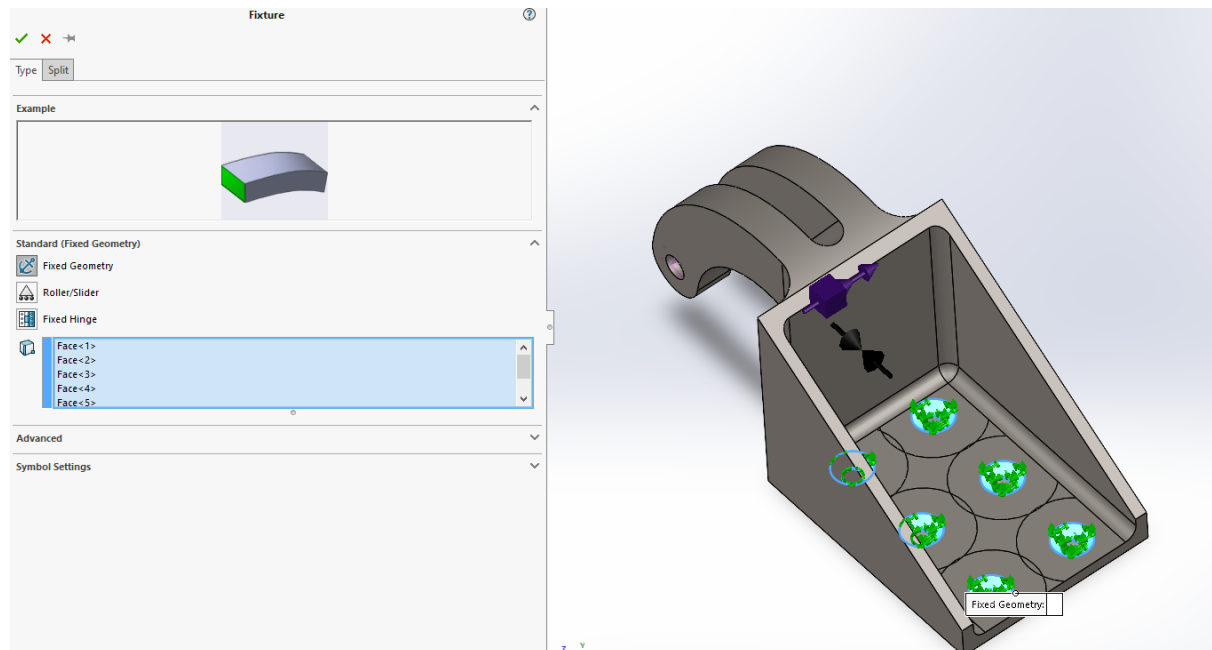 Fixture
?
Type Split
Example
Standard (Fixed Geometry)
Fixed Geometry
Roller/Slider
Fixed Hinge
Face<1>
Face<2>
Face<3>
Face<4>
Face<5>
Advanced
Symbol Settings
Fixed Geometry:
Z Y